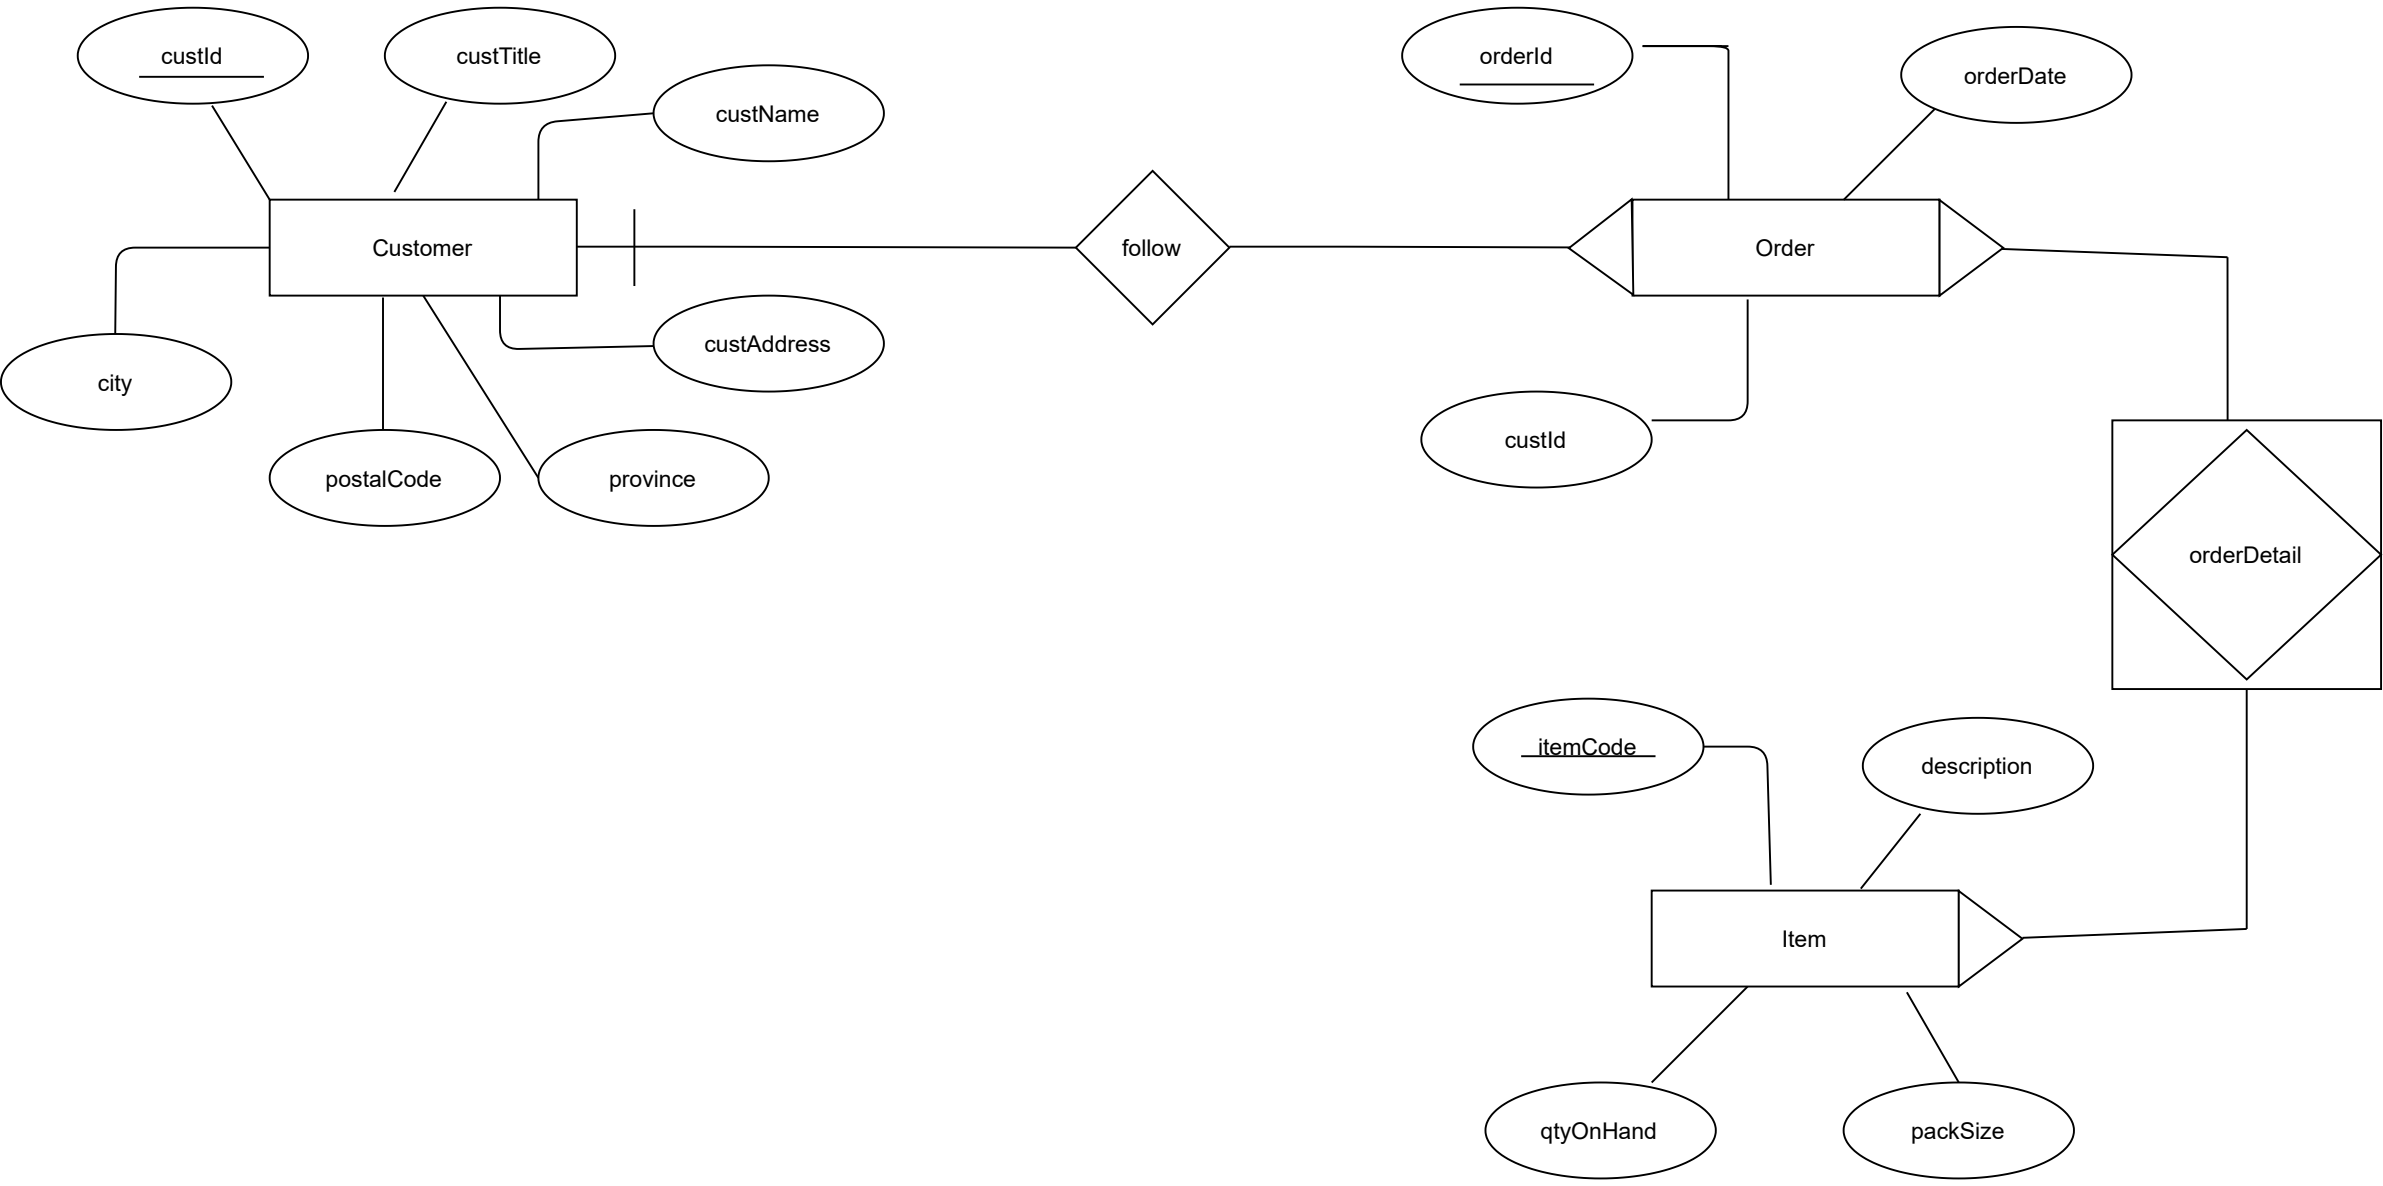 custId
custTitle
custName
orderId
orderDate
Customer
follow
Order
custAddress
city
custId
postalCode
province
orderDetail
itemCode
description
Item
qtyOnHand
packSize